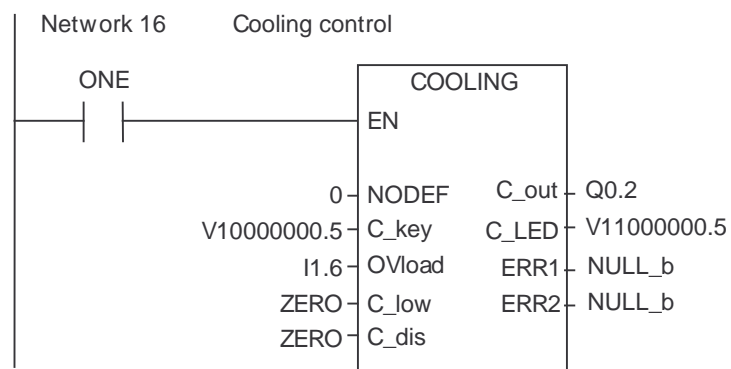 Network 16 Cooling control
ONE
COOLING
EN
0 NODEF C_out Q0.2
V10000000.5 C_key C_LED V11000000.5
I1.6 OVload ERR1 NULL_b
ZERO C_low ERR2 NULL_b
ZERO C_dis